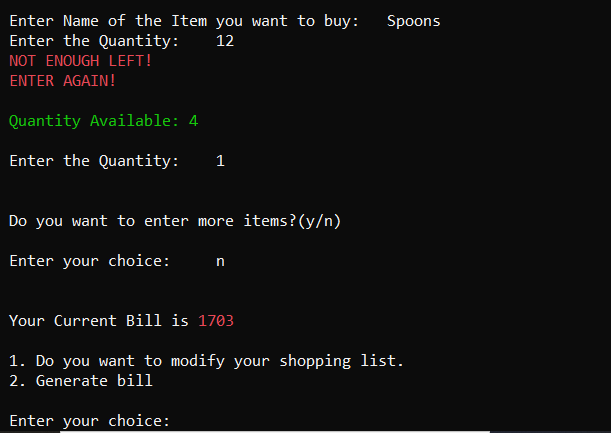 Enter Name of the Item you want to buy:   Spoons
Enter the Quantity:    12
NOT ENOUGH LEFT!
ENTER AGAIN!
Quantity Available: 4
Enter the Quantity:    1
Do you want to enter more items?(y/n)
Enter your choice:     n
Your Current Bill is 1703
1. Do you want to modify your shopping list.
2. Generate bill
Enter your choice: